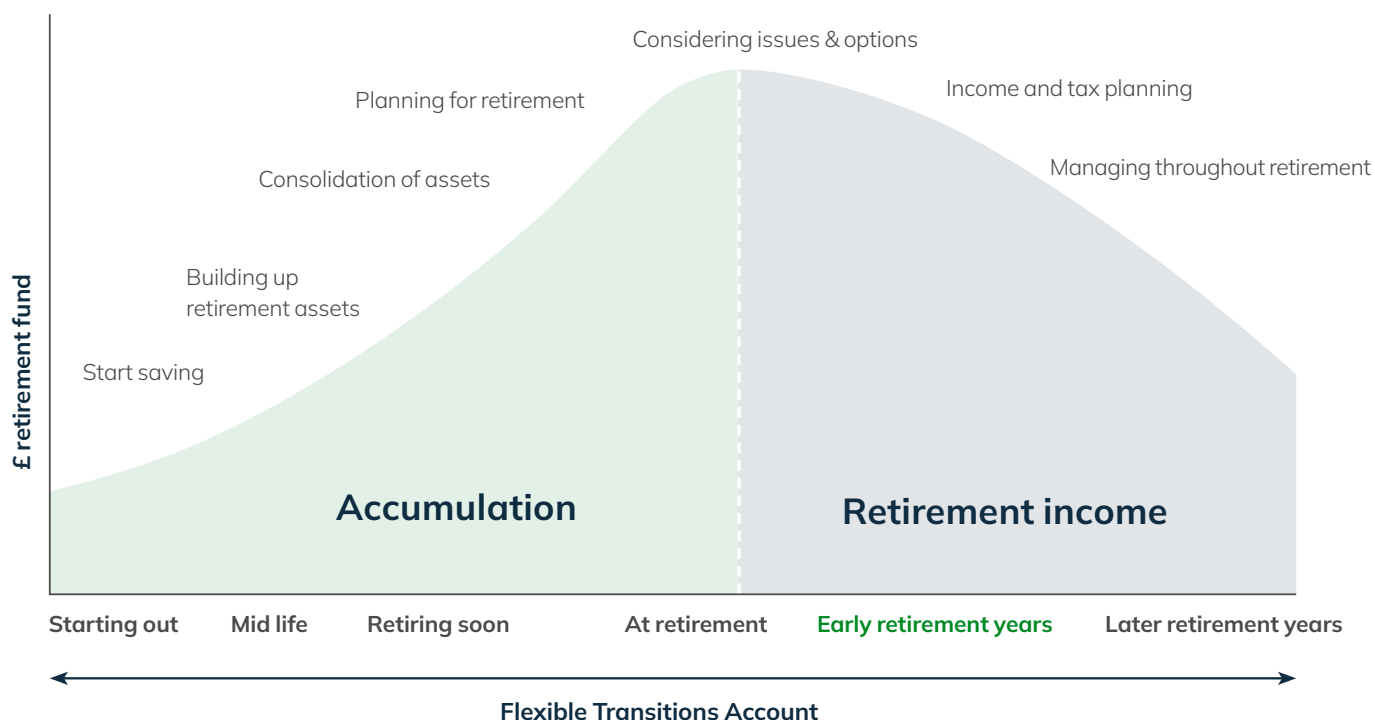 Considering issues & options
Income and tax planning
Planning for retirement
Managing throughout retirement
Consolidation of assets
Building up
retirement assets
Start saving
£ retirement fund
Accumulation
Retirement income
Starting out
Mid life
Retiring soon
At retirement
Early retirement years
Later retirement years
Flexible Transitions Account